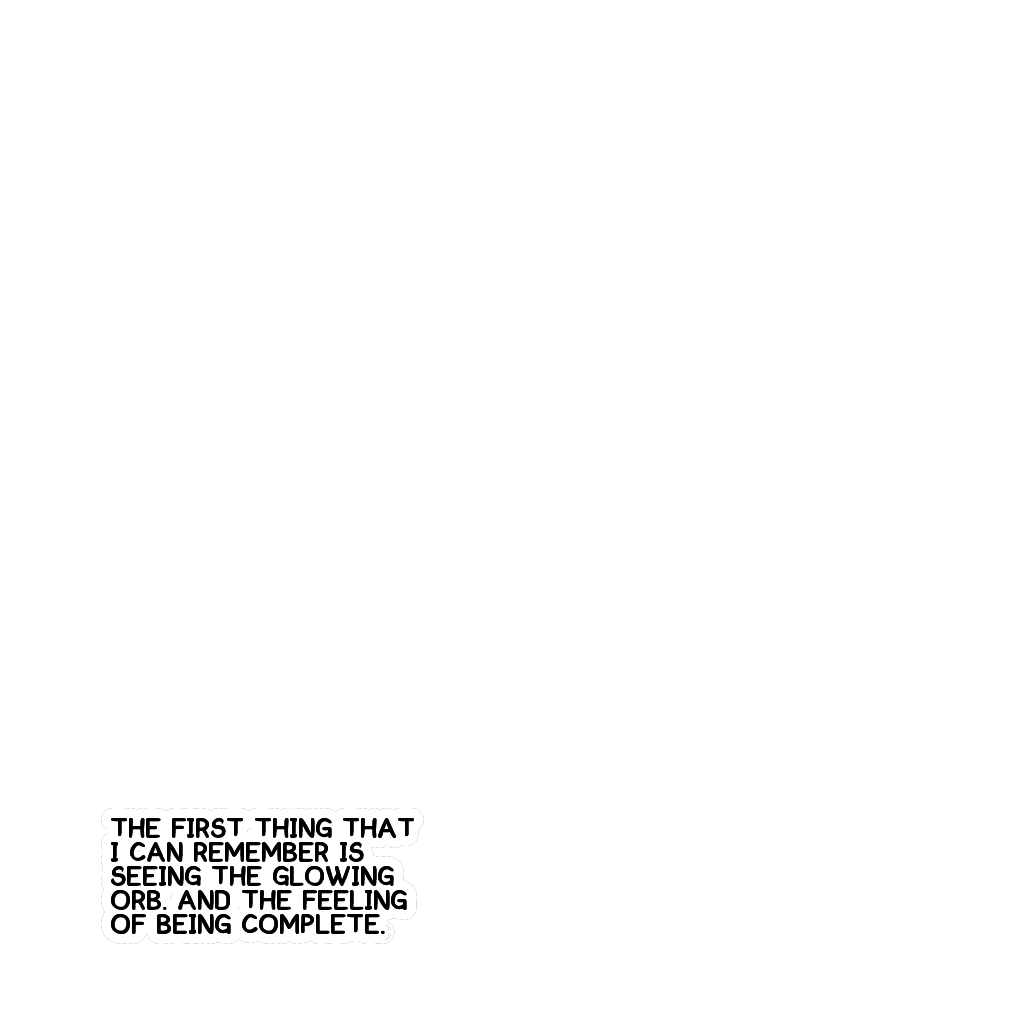 THE FIRST THING THAT
I CAN REMEMBER IS
SEEING THE GLOWING
ORB. AND THE FEELING
OF BEING COMPLETE.